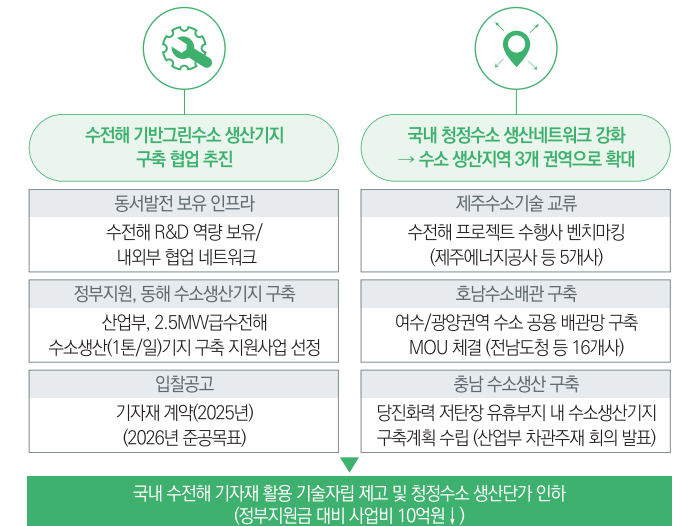 수전해 기반그린수소 생산기지
구축 협업 추진
동서발전 보유 인프라
수전해 R&D 역량 보유/
내외부 협업 네트워크
정부지원, 동해 수소생산기지 구축
산업부, 2.5MW급수전해
수소생산(1톤/일)기지 구축 지원사업 선정
입찰공고
기자재 계약(2025년)
(2026년 준공목표)
국내 청정수소 생산네트워크 강화
→ 수소 생산지역 3개 권역으로 확대
제주수소기술 교류
수전해 프로젝트 수행사 벤치마킹
(제주에너지공사 등 5개사)
호남수소배관 구축
여수/광양권역 수소 공용 배관망 구축
MOU 체결 (전남도청 등 16개사)
충남 수소생산 구축
당진화력 저탄장 유휴부지 내 수소생산기지
구축계획 수립 (산업부 차관주재 회의 발표)
국내 수전해 기자재 활용 기술자립 제고 및 청정수소 생산단가 인하
(정부지원금 대비 사업비 10억원↓)